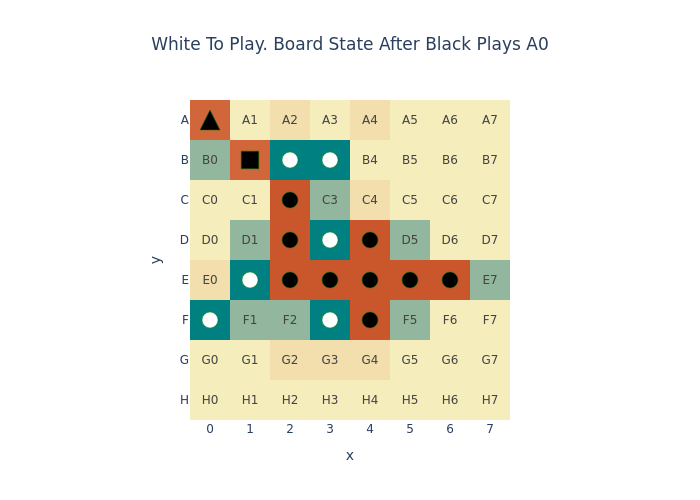 White To Play. Board State After Black Plays A0
A A1 A2 A3 A4 A5 A6 A7
B B0 B4 B5 B6 B7
C C0 C1 C3 C4 C5 C6 C7
D D0 D1 D5 D6 D7
E E0 E7
F F1 F2 F5 F6 F7
G G0 G1 G2 G3 G4 G5 G6 G7
H H0 H1 H2 H3 H4 H5 H6 H7
0 1 2 3 4 5 6 7
x
y